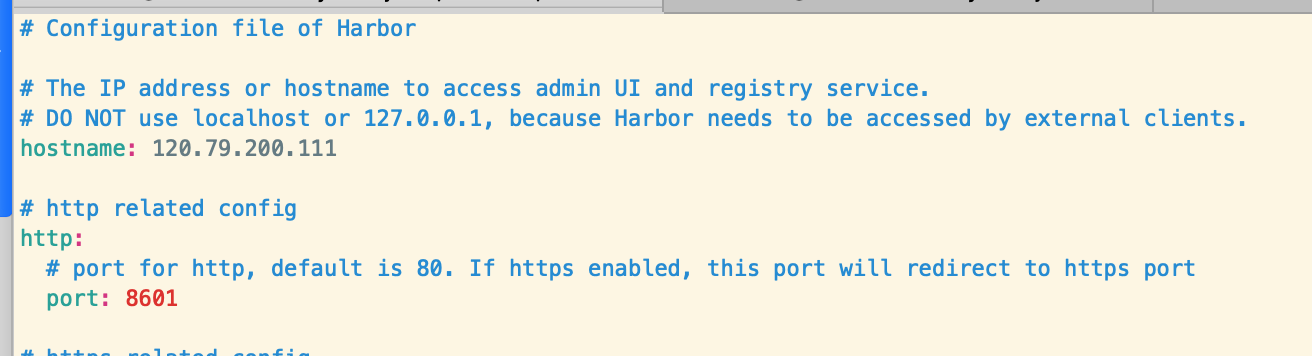 # Configuration file of Harbor
# The IP address or hostname to access admin UI and registry service.
# DO NOT use localhost or 127.0.0.1, because Harbor needs to be accessed by external clients.
hostname: 120.79.200.111
# http related config
http:
# port for http, default is 80. If https enabled, this port will redirect to https port
port: 8601
# https related config